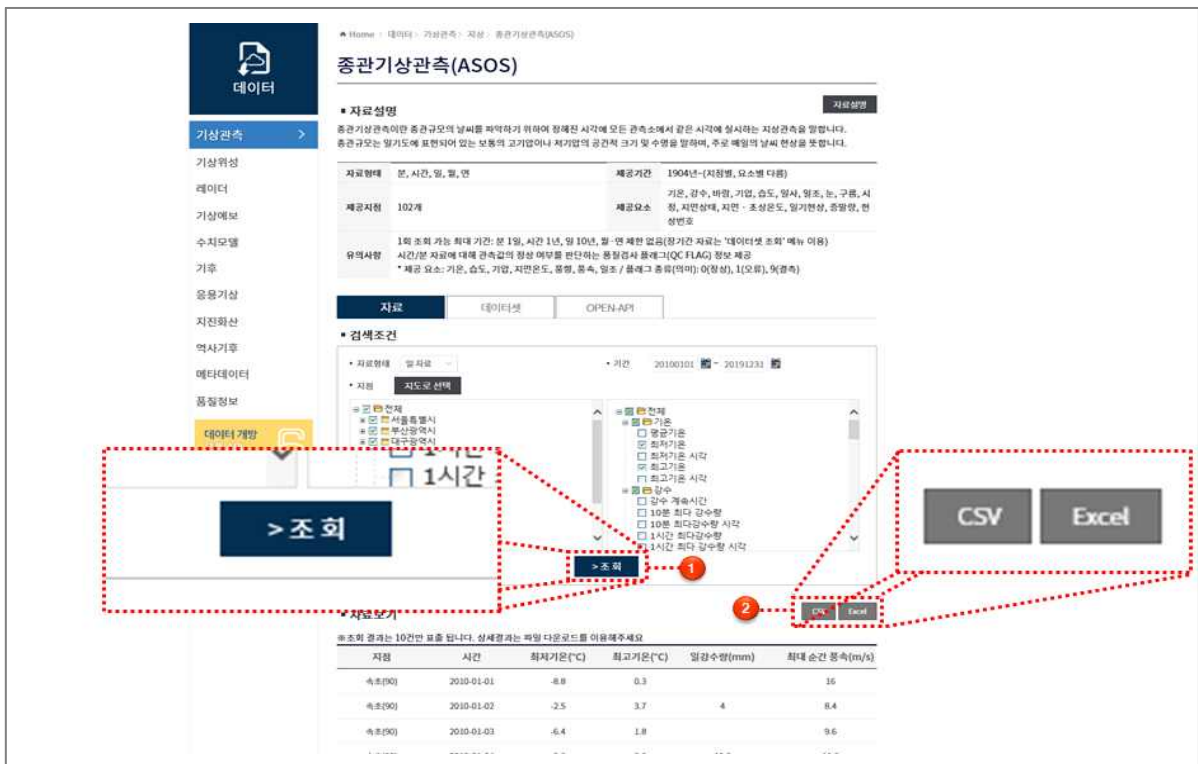 Home > 데이터 > 기상관측 > 지상 > 종관기상관측(ASOS)
데이터
종관기상관측(ASOS)
자료설명
자료설명
종관기상관측이란 종관규모의 날씨를 파악하기 위하여 정해진 시각에 모든 관측소에서 같은 시각에 실시하는 지상관측을 말합니다.
종관규모는 일기도에 표현되어 있는 보통의 고기압이나 저기압의 공간적 크기 및 수명을 말하며, 주로 매일의 날씨 현상을 뜻합니다.
기상관측 >
기상위성
레이더
기상예보
수치모델
기후
응용기상
지진화산
역사기후
메타데이터
품질정보
데이터 개방
자료형태 분, 시간, 일, 월, 연 제공기간 1904년~(지점별, 요소별 다름)
제공지점 102개 제공요소 기온, 강수, 바람, 기압, 습도, 일사, 일조, 눈, 구름, 시
정, 지면상태, 지면 · 초상온도, 일기현상, 증발량, 현
상번호
유의사항 1회 조회 가능 최대 기간: 분 1일, 시간 1년, 일 10년, 월·연 제한 없음(장기간 자료는 '데이터셋 조회' 메뉴 이용)
시간/분 자료에 대해 관측값의 정상 여부를 판단하는 품질검사 플래그(QC FLAG) 정보 제공
* 제공 요소: 기온, 습도, 기압, 지면온도, 풍향, 풍속, 일조 / 플래그 종류(의미): 0(정상), 1(오류), 9(결측)
자료 데이터셋 OPEN-API
검색조건
자료형태 일 자료 기간 20100101 ~ 20191231
지점 지도로 선택
전체
서울특별시
부산광역시
대구광역시
전체
기온
평균기온
최저기온
최저기온 시각
최고기온
최고기온 시각
강수
강수 계속시간
10분 최다 강수량
10분 최다강수량 시각
1시간 최다강수량
1시간 최다 강수량 시각
1시간
>조회
>조회
1
CSV Excel
2
CSV Excel
자료보기
※조회 결과는 10건만 표출 됩니다. 상세결과는 파일 다운로드를 이용해주세요
지점 시간 최저기온(°C) 최고기온(°C) 일강수량(mm) 최대 순간 풍속(m/s)
속초(90) 2010-01-01 -8.8 0.3 16
속초(90) 2010-01-02 -2.5 3.7 4 8.4
속초(90) 2010-01-03 -6.4 1.8 9.6